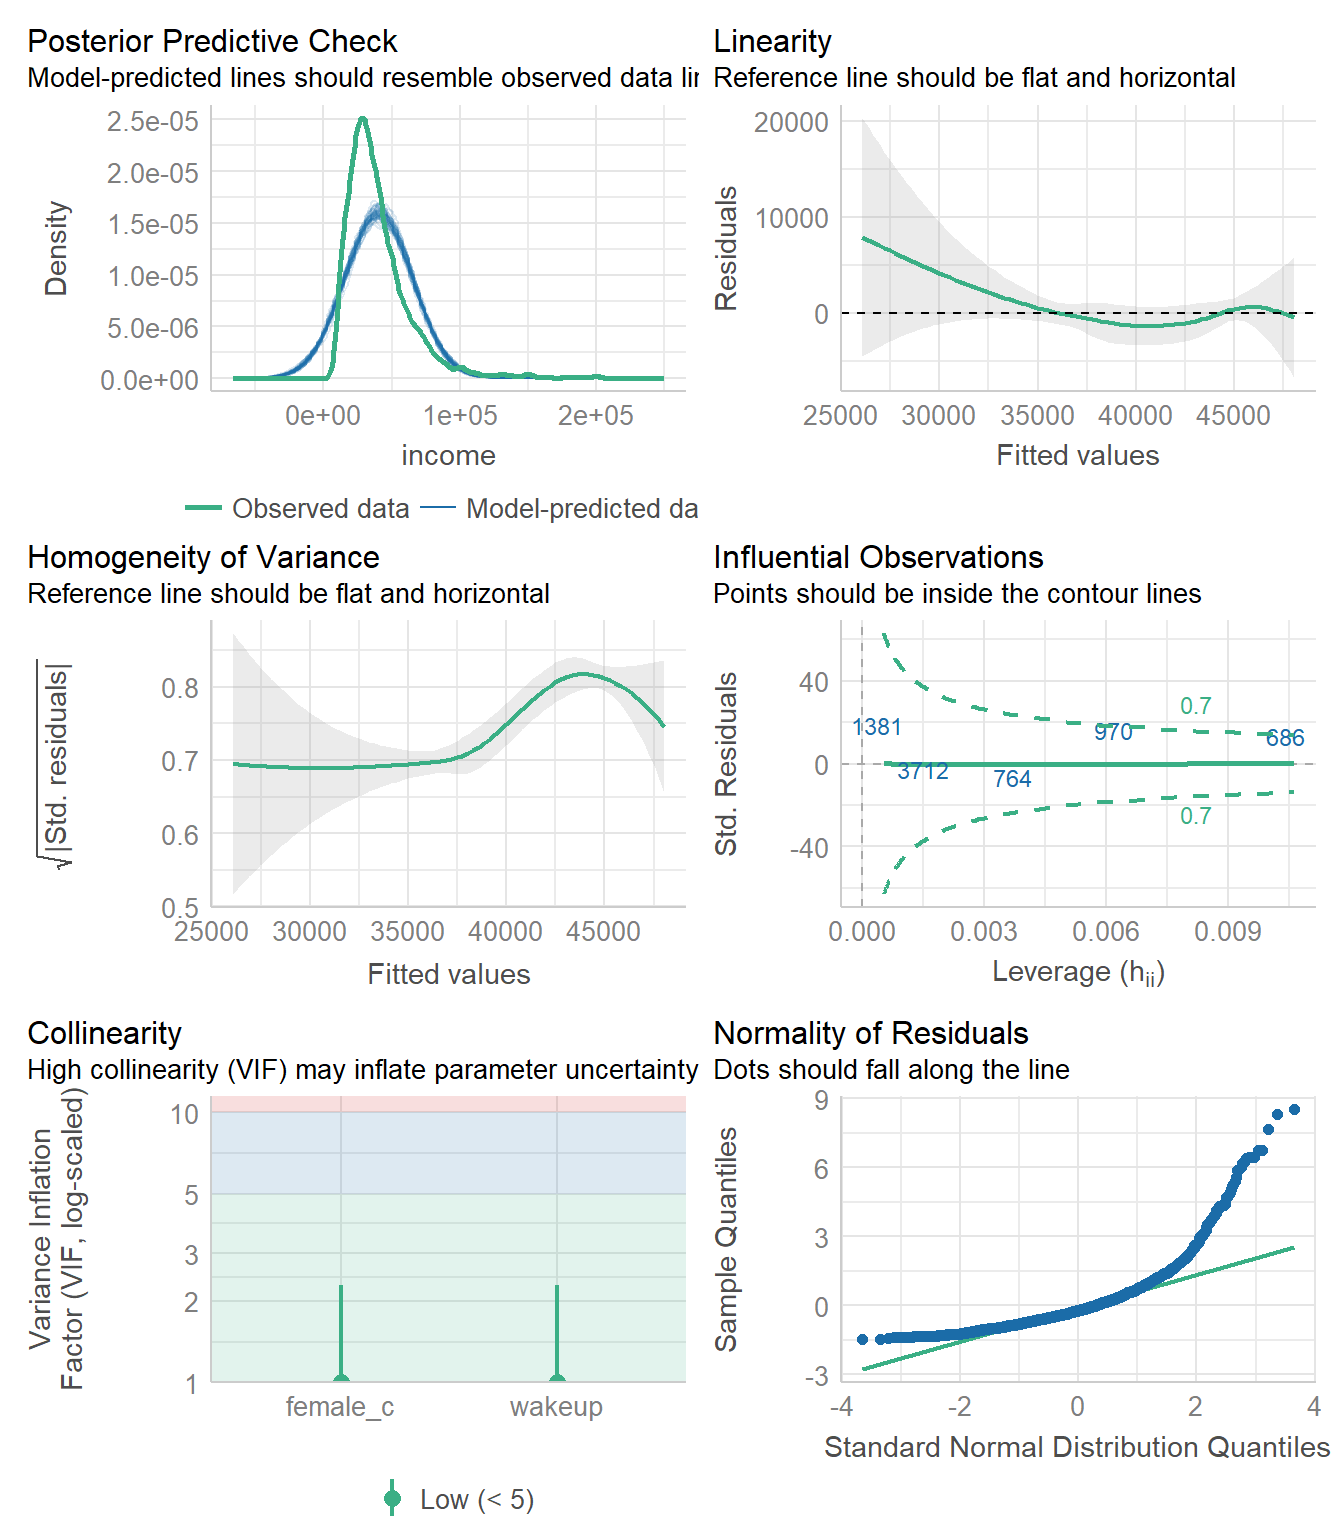 Posterior Predictive Check
Model-predicted lines should resemble observed data lin
2.5e-05
2.0e-05
1.5e-05
1.0e-05
5.0e-06
0.0e+00
Density
0e+00 1e+05 2e+05
income
Observed data Model-predicted da
Linearity
Reference line should be flat and horizontal
20000
10000
0
Residuals
25000 30000 35000 40000 45000
Fitted values
Homogeneity of Variance
Reference line should be flat and horizontal
0.8
0.7
0.6
0.5
√|Std. residuals|
25000 30000 35000 40000 45000
Fitted values
Influential Observations
Points should be inside the contour lines
40
0
-40
Std. Residuals
0.7
1381
970
686
3712
764
0.7
0.000 0.003 0.006 0.009
Leverage (hii)
Collinearity
High collinearity (VIF) may inflate parameter uncertainty
10
5
3
2
1
Variance Inflation
Factor (VIF, log-scaled)
female_c wakeup
Low (< 5)
Normality of Residuals
Dots should fall along the line
9
6
3
0
-3
Sample Quantiles
-4 -2 0 2 4
Standard Normal Distribution Quantiles